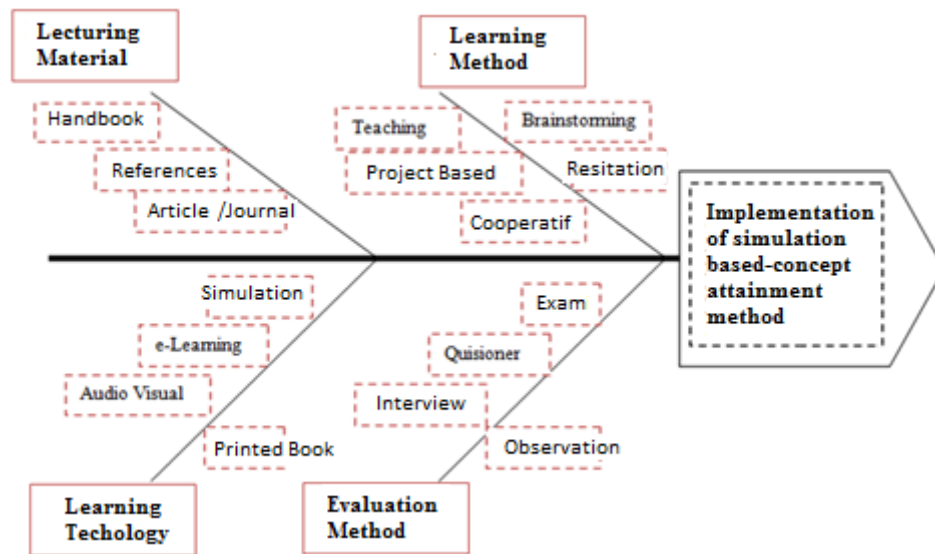 Lecturing
Material
Handbook
References
Article /Journal
Learning
Method
Teaching
Brainstorming
Project Based
Resitation
Cooperatif
Implementation
of simulation
based-concept
attainment
method
Simulation
e-Learning
Audio Visual
Printed Book
Learning
Techology
Exam
Quisioner
Interview
Observation
Evaluation
Method